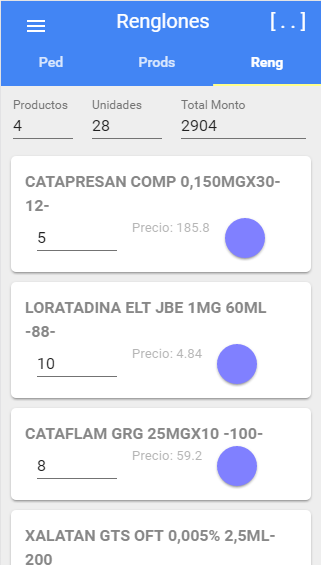 Renglones
[ . . ]
Ped Prods Reng
Productos Unidades Total Monto
4 28 2904
CATAPRESAN COMP 0,150MGX30-
12-
5 Precio: 185.8
LORATADINA ELT JBE 1MG 60ML
-88-
10 Precio: 4.84
CATAFLAM GRG 25MGX10 -100-
8 Precio: 59.2
XALATAN GTS OFT 0,005% 2,5ML-
200